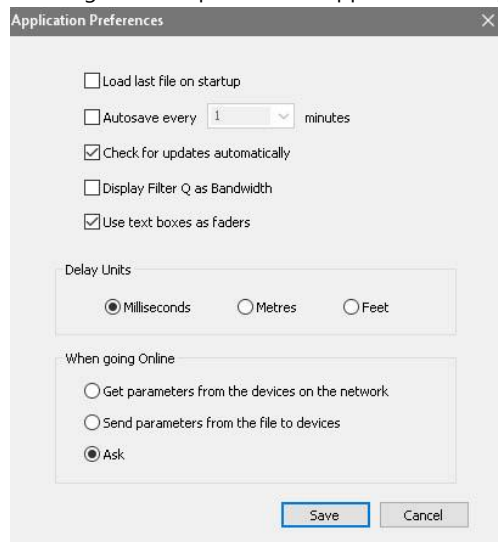 Application Preferences
Load last file on startup
Autosave every 1 minutes
Check for updates automatically
Display Filter Q as Bandwidth
Use text boxes as faders
Delay Units
Milliseconds Metres Feet
When going Online
Get parameters from the devices on the network
Send parameters from the file to devices
Ask
Save Cancel